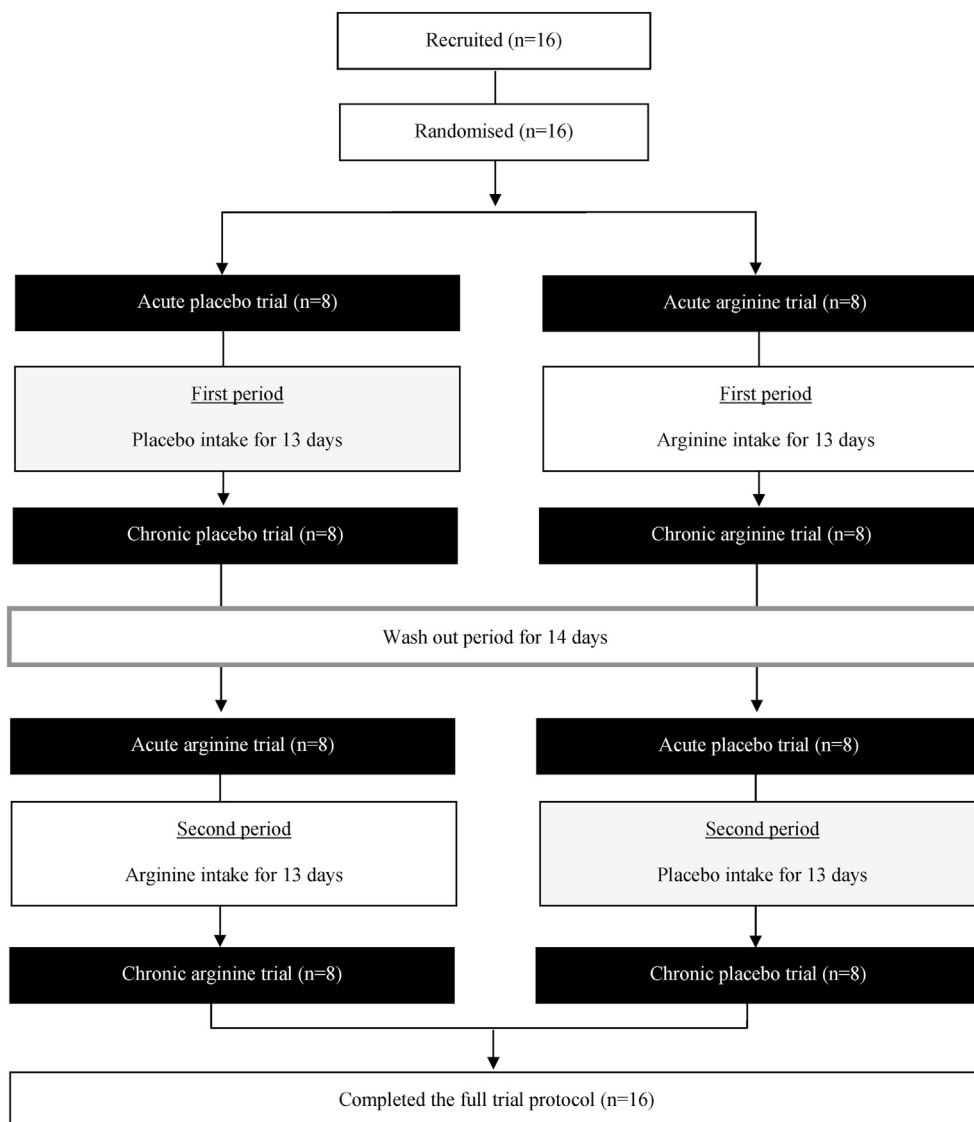 Recruited (n=16)
Randomised (n=16)
Acute placebo trial (n=8)
Acute arginine trial (n=8)
First period
Placebo intake for 13 days
First period
Arginine intake for 13 days
Chronic placebo trial (n=8)
Chronic arginine trial (n=8)
Wash out period for 14 days
Acute arginine trial (n=8)
Acute placebo trial (n=8)
Second period
Arginine intake for 13 days
Second period
Placebo intake for 13 days
Chronic arginine trial (n=8)
Chronic placebo trial (n=8)
Completed the full trial protocol (n=16)